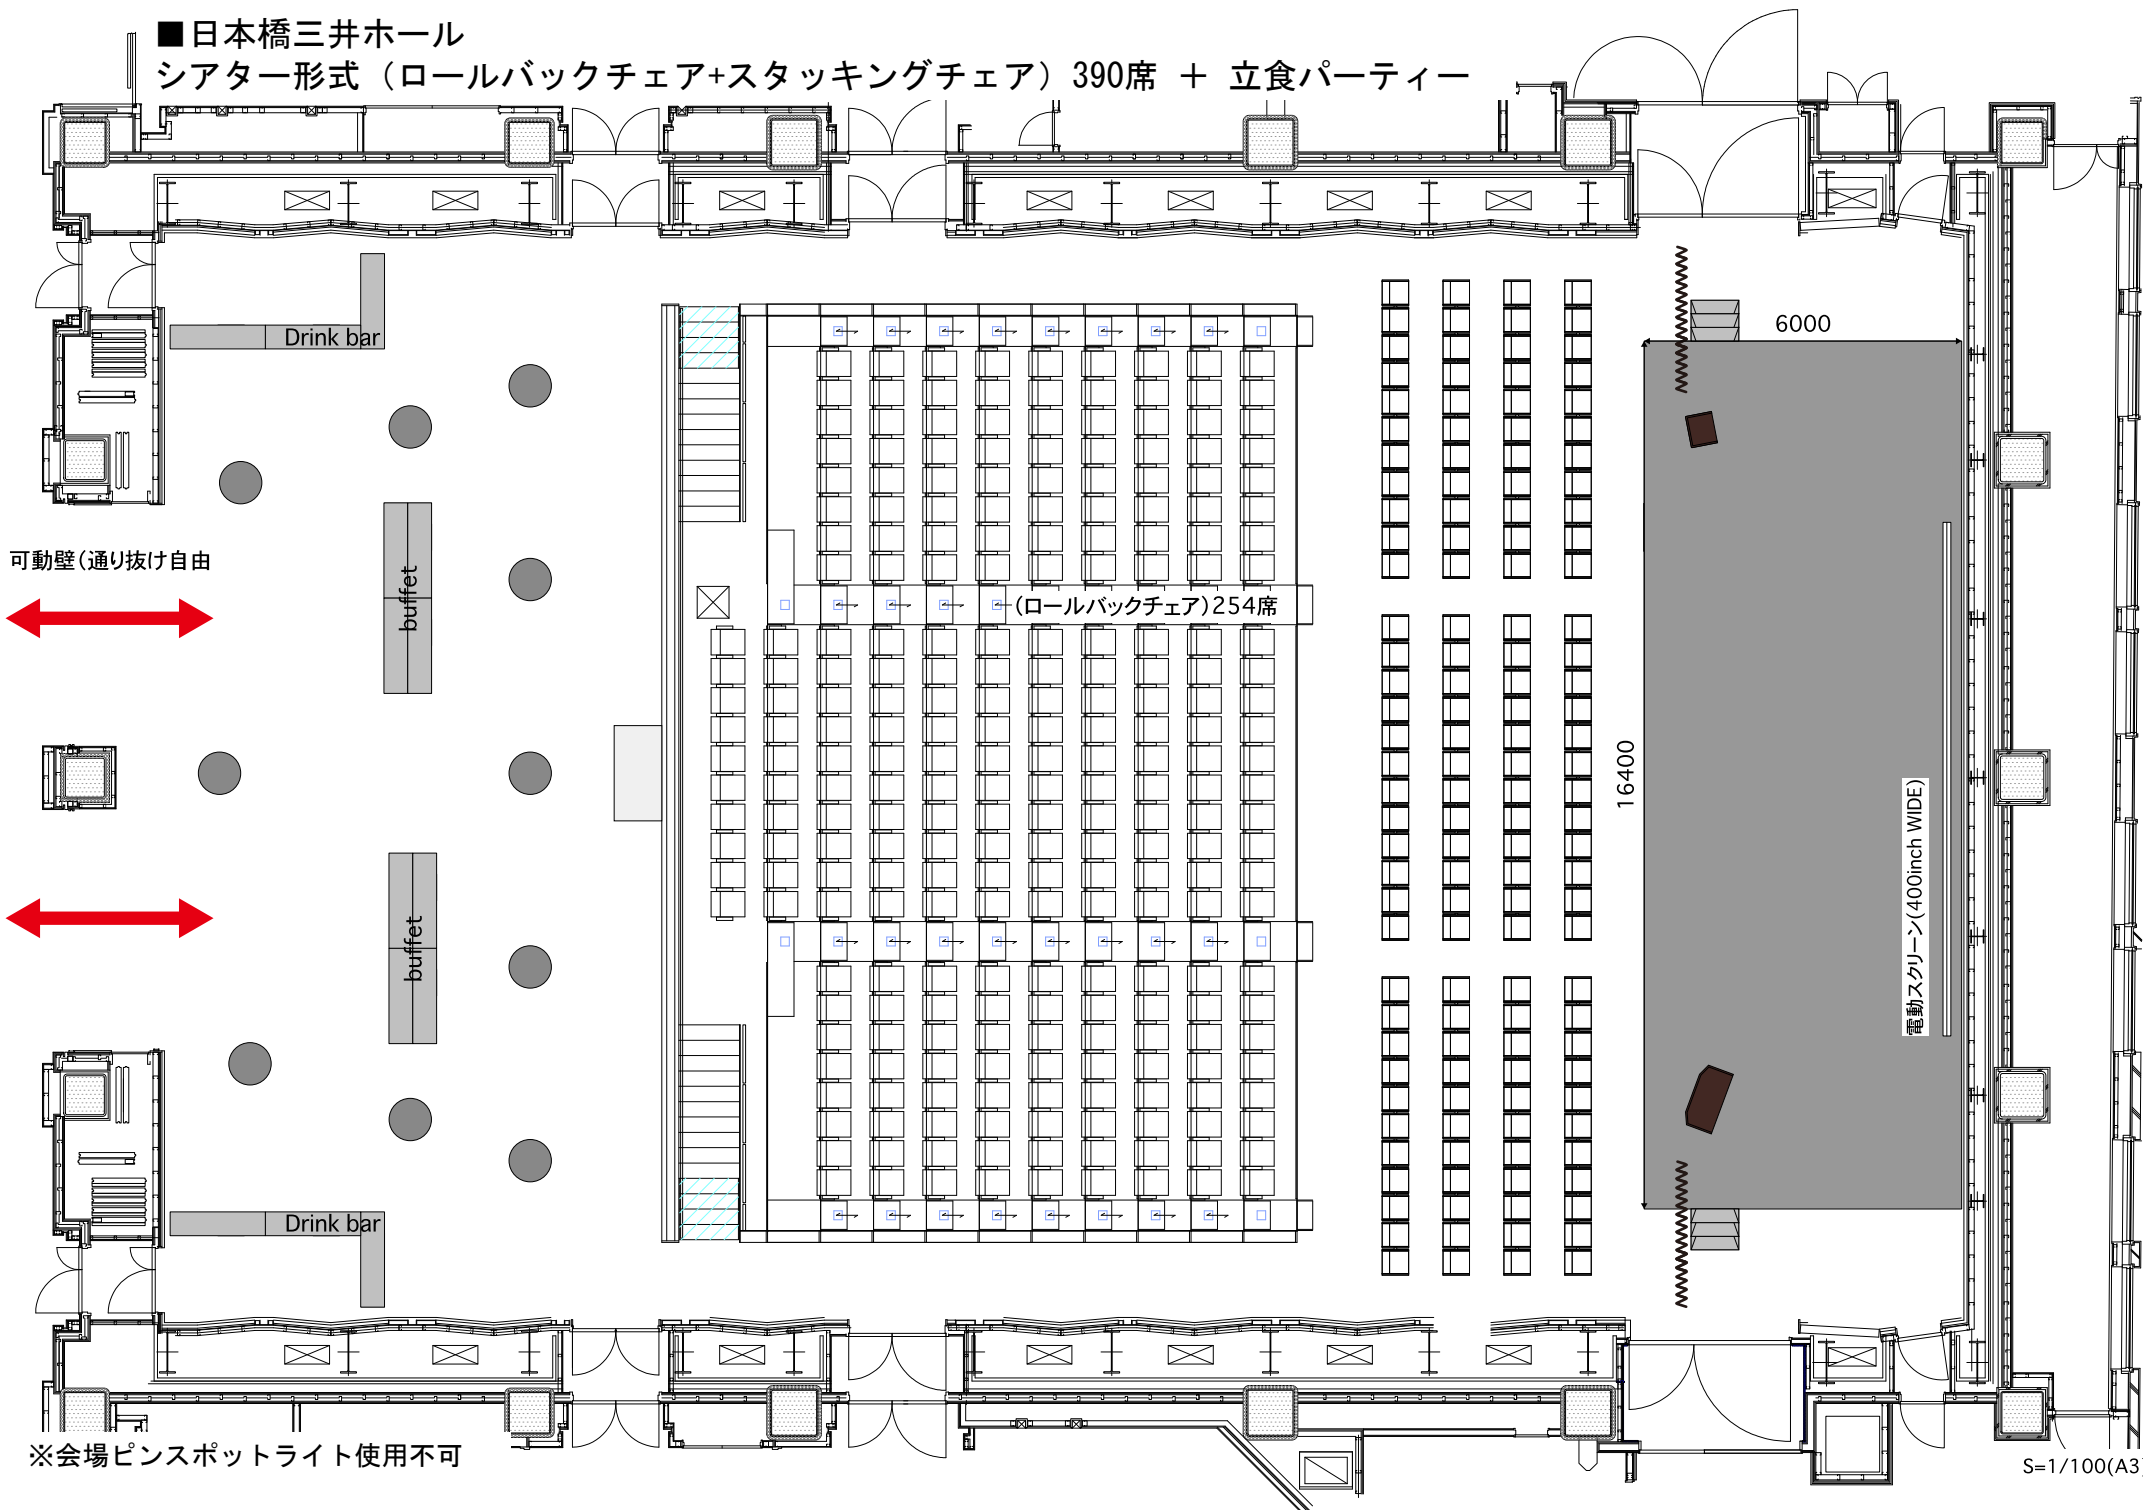 ■日本橋三井ホール
シアター形式（ロールバックチェア+スタッキングチェア）390席 ＋ 立食パーティー
Drink bar
6000
可動壁(通り抜け自由
buffet
(ロールバックチェア)254席
16400
電動スクリーン(400inch WIDE)
buffet
Drink bar
※会場ピンスポットライト使用不可
S=1/100(A3)